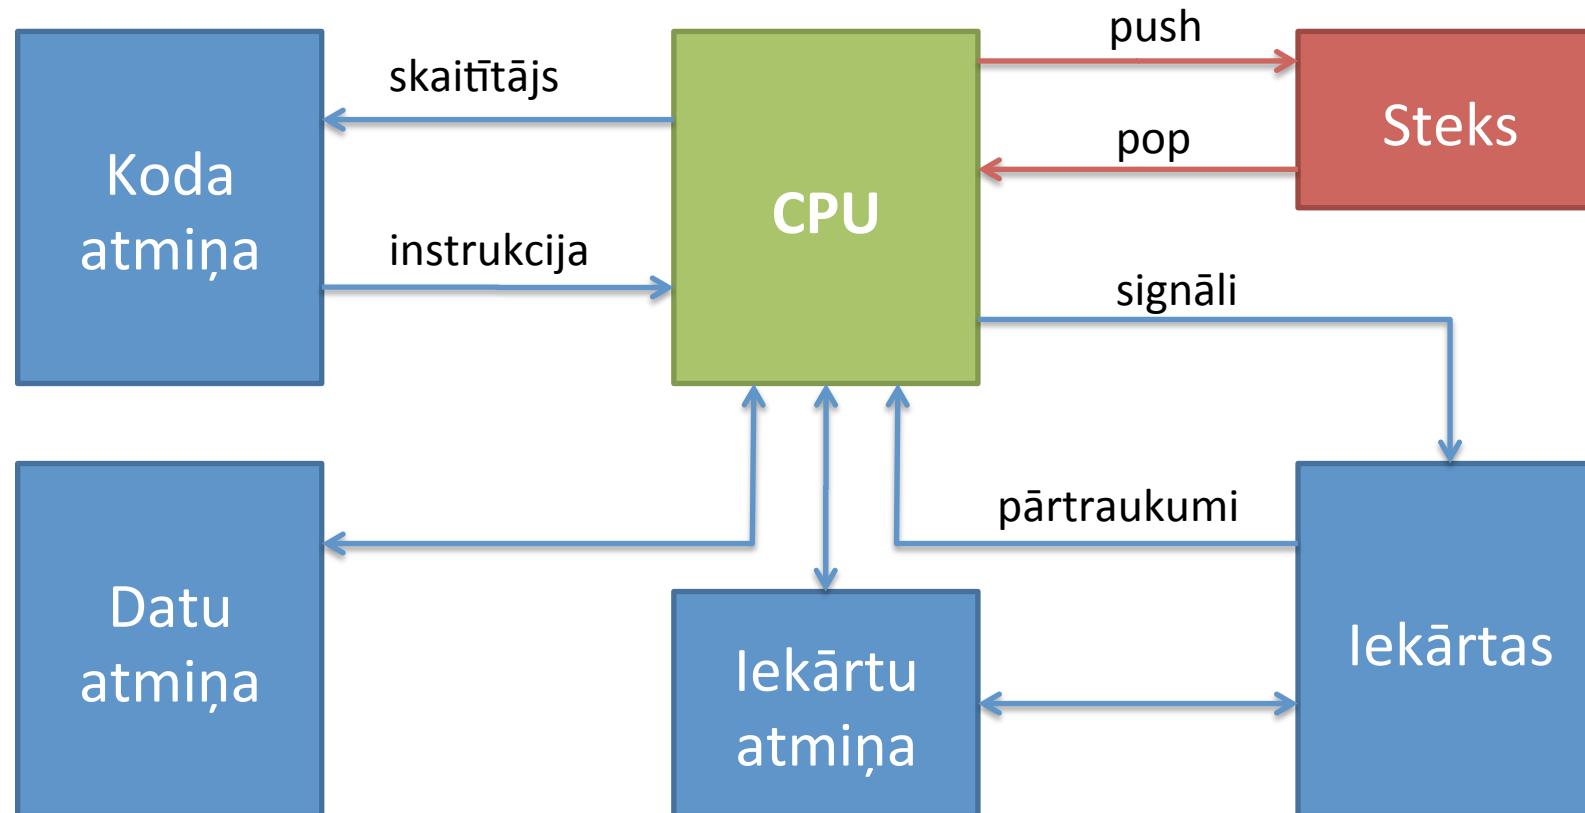 push
skaitītājs
Steks
Koda
atmiņa
pop
CPU
instrukcija
signāli
pārtraukumi
Datu
atmiņa
Iekārtu
atmiņa
Iekārtas